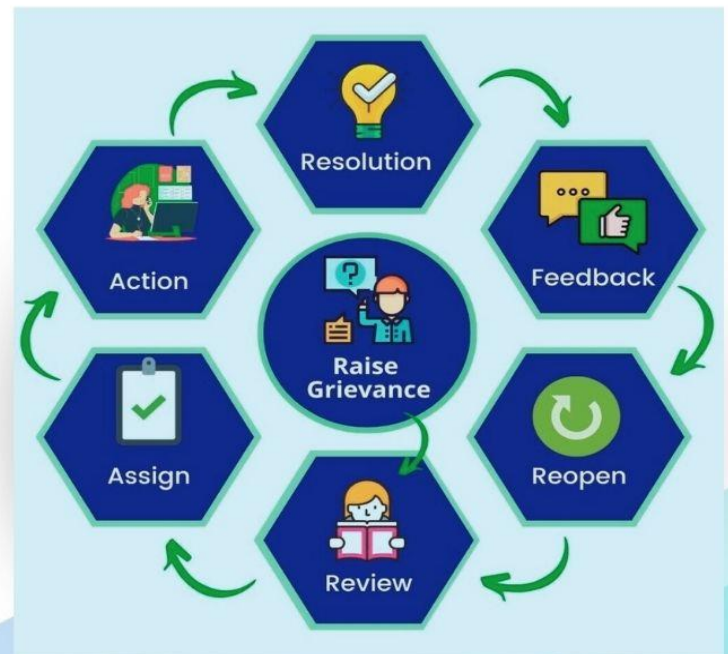 Resolution
Action
Feedback
Raise
Grievance
Assign
Reopen
Review